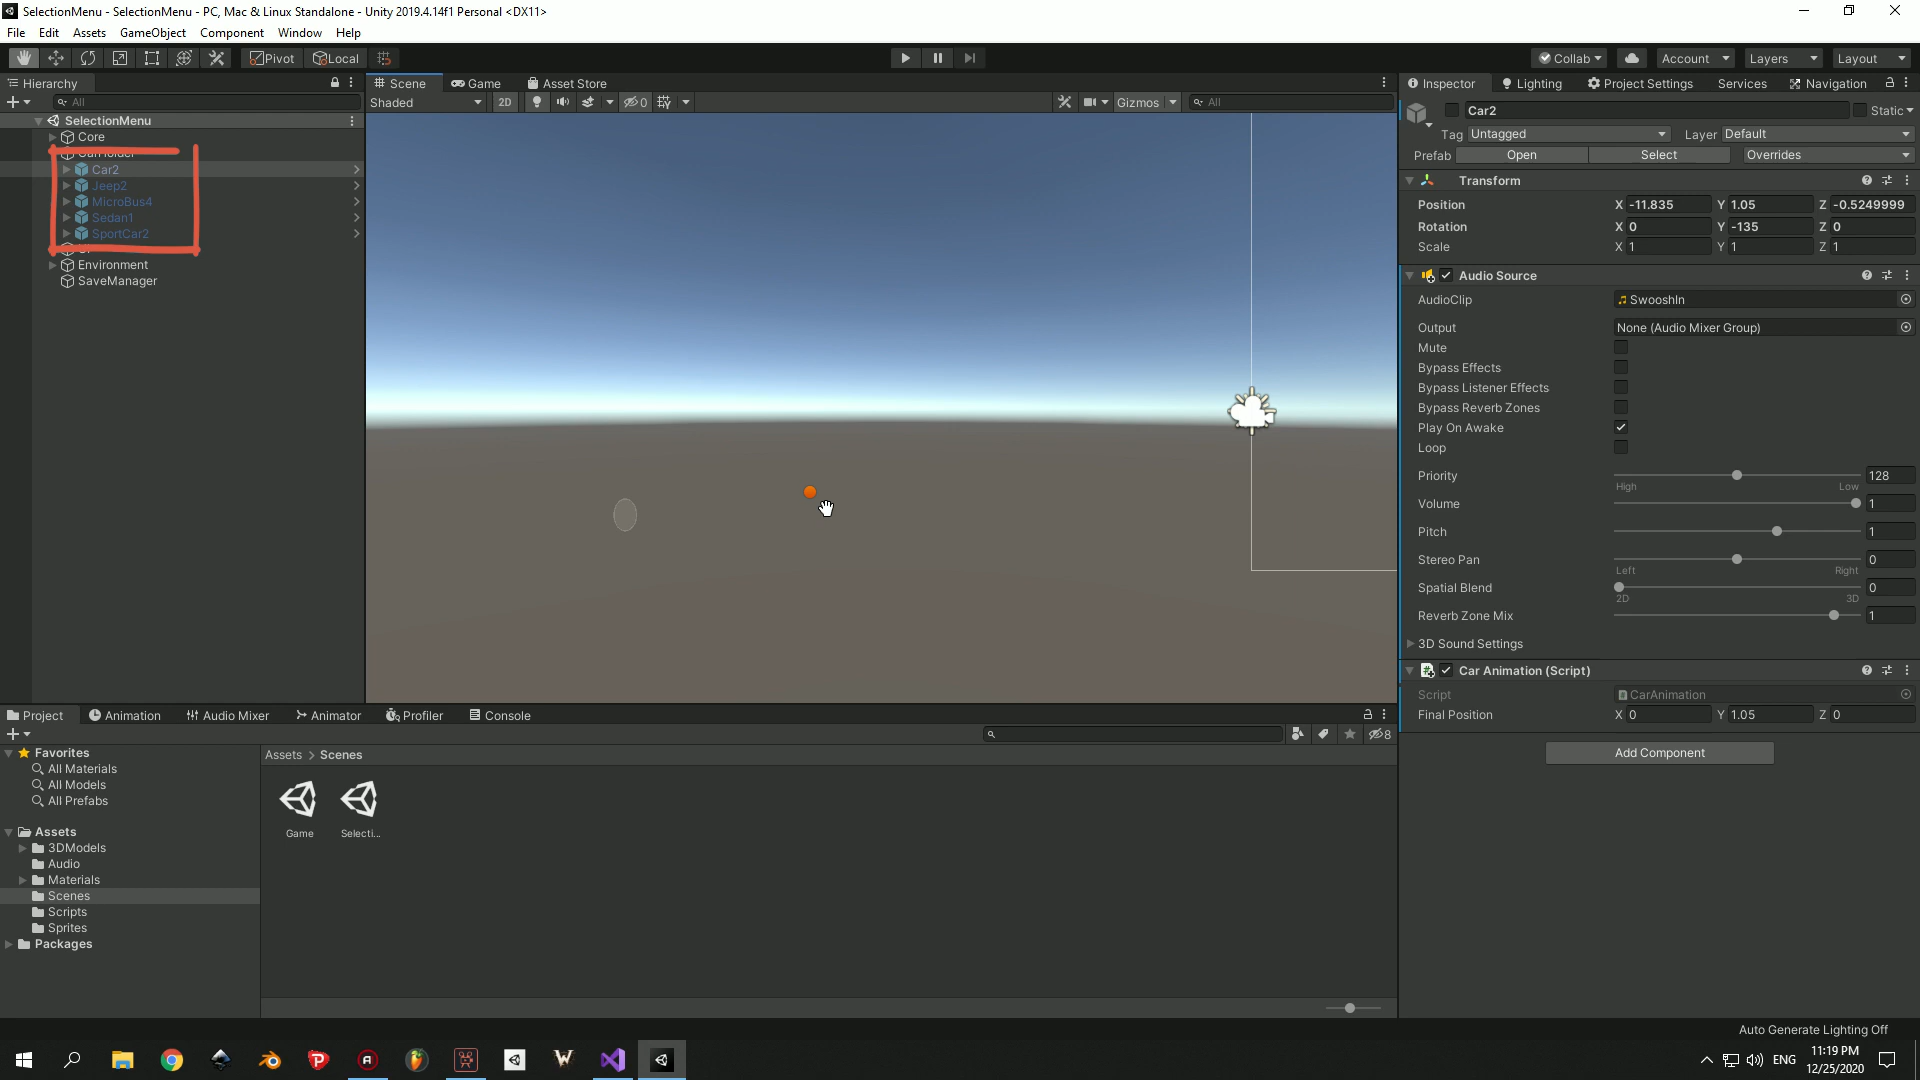 SelectionMenu - SelectionMenu - PC, Mac & Linux Standalone - Unity 2019.4.14f1 Personal <DX11>
File Edit Assets GameObject Component Window Help
Pivot Local Collab Account Layers Layout
Hierarchy
All
SelectionMenu
Core
CarHolder
Car2
Jeep2
MicroBus4
Sedan1
SportCar2
Environment
SaveManager
Scene Game Asset Store
Shaded 2D 0 Gizmos All
Inspector Lighting Project Settings Services Navigation
Car2 Static
Tag Untagged Layer Default
Prefab Open Select Overrides
Transform
Position X -11.835 Y 1.05 Z -0.5249999
Rotation X 0 Y -135 Z 0
Scale X 1 Y 1 Z 1
Audio Source
AudioClip SwooshIn
Output None (Audio Mixer Group)
Mute
Bypass Effects
Bypass Listener Effects
Bypass Reverb Zones
Play On Awake
Loop
Priority 128
High Low
Volume 1
Pitch 1
Stereo Pan 0
Left Right
Spatial Blend 0
2D 3D
Reverb Zone Mix 1
3D Sound Settings
Car Animation (Script)
Script CarAnimation
Final Position X 0 Y 1.05 Z 0
Add Component
Project Animation Audio Mixer Animator Profiler Console
8
Favorites
All Materials
All Models
All Prefabs
Assets
3DModels
Audio
Materials
Scenes
Scripts
Sprites
Packages
Assets > Scenes
Game Selecti...
Auto Generate Lighting Off
ENG
11:19 PM
12/25/2020